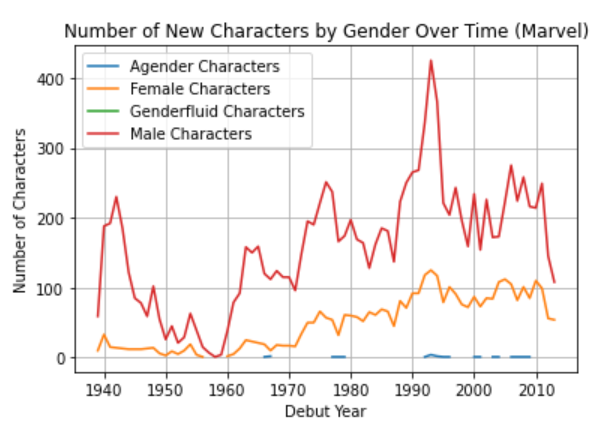 Number of New Characters by Gender Over Time (Marvel)
Agender Characters
Female Characters
Genderfluid Characters
Male Characters
Number of Characters
400
300
200
100
0
1940 1950 1960 1970 1980 1990 2000 2010
Debut Year